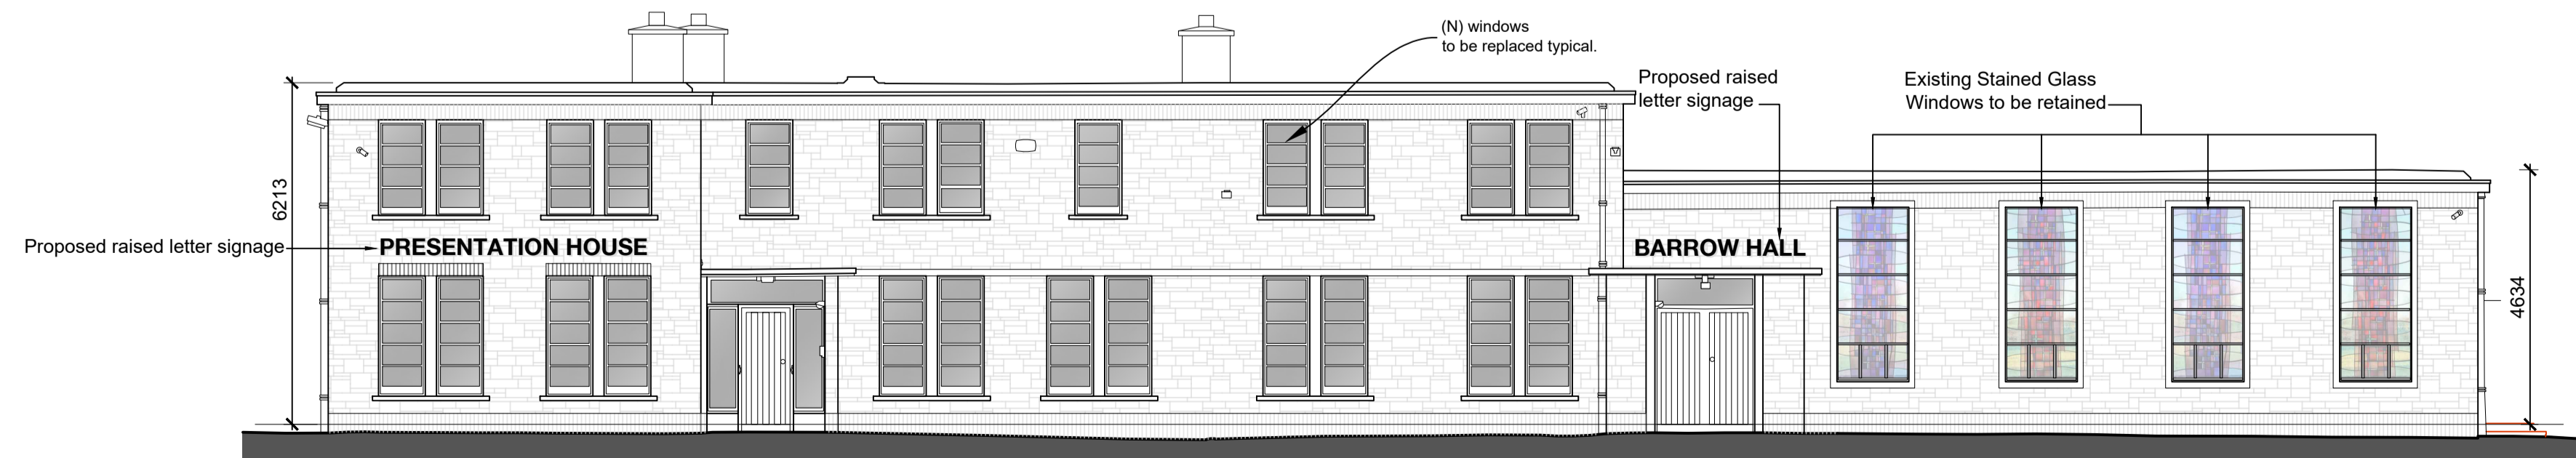 (N) windows
to be replaced typical.
Proposed raised
letter signage
Existing Stained Glass
Windows to be retained
6213
Proposed raised letter signage
PRESENTATION HOUSE
BARROW HALL
4634